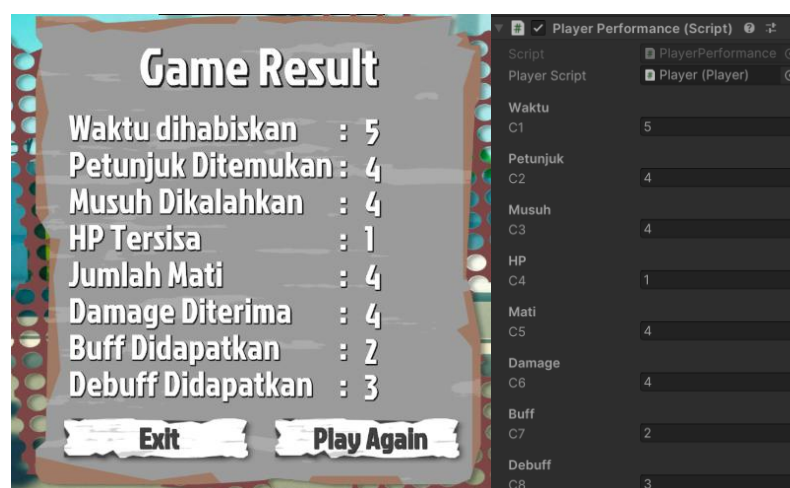 Game Result
Waktu dihabiskan : 5
Petunjuk Ditemukan : 4
Musuh Dikalahkan : 4
HP Tersisa : 1
Jumlah Mati : 4
Damage Diterima : 4
Buff Didapatkan : 2
Debuff Didapatkan : 3
Exit
Play Again
Player Performance (Script)
Script PlayerPerformance
Player Script Player (Player)
Waktu
C1 5
Petunjuk
C2 4
Musuh
C3 4
HP
C4 1
Mati
C5 4
Damage
C6 4
Buff
C7 2
Debuff
C8 3